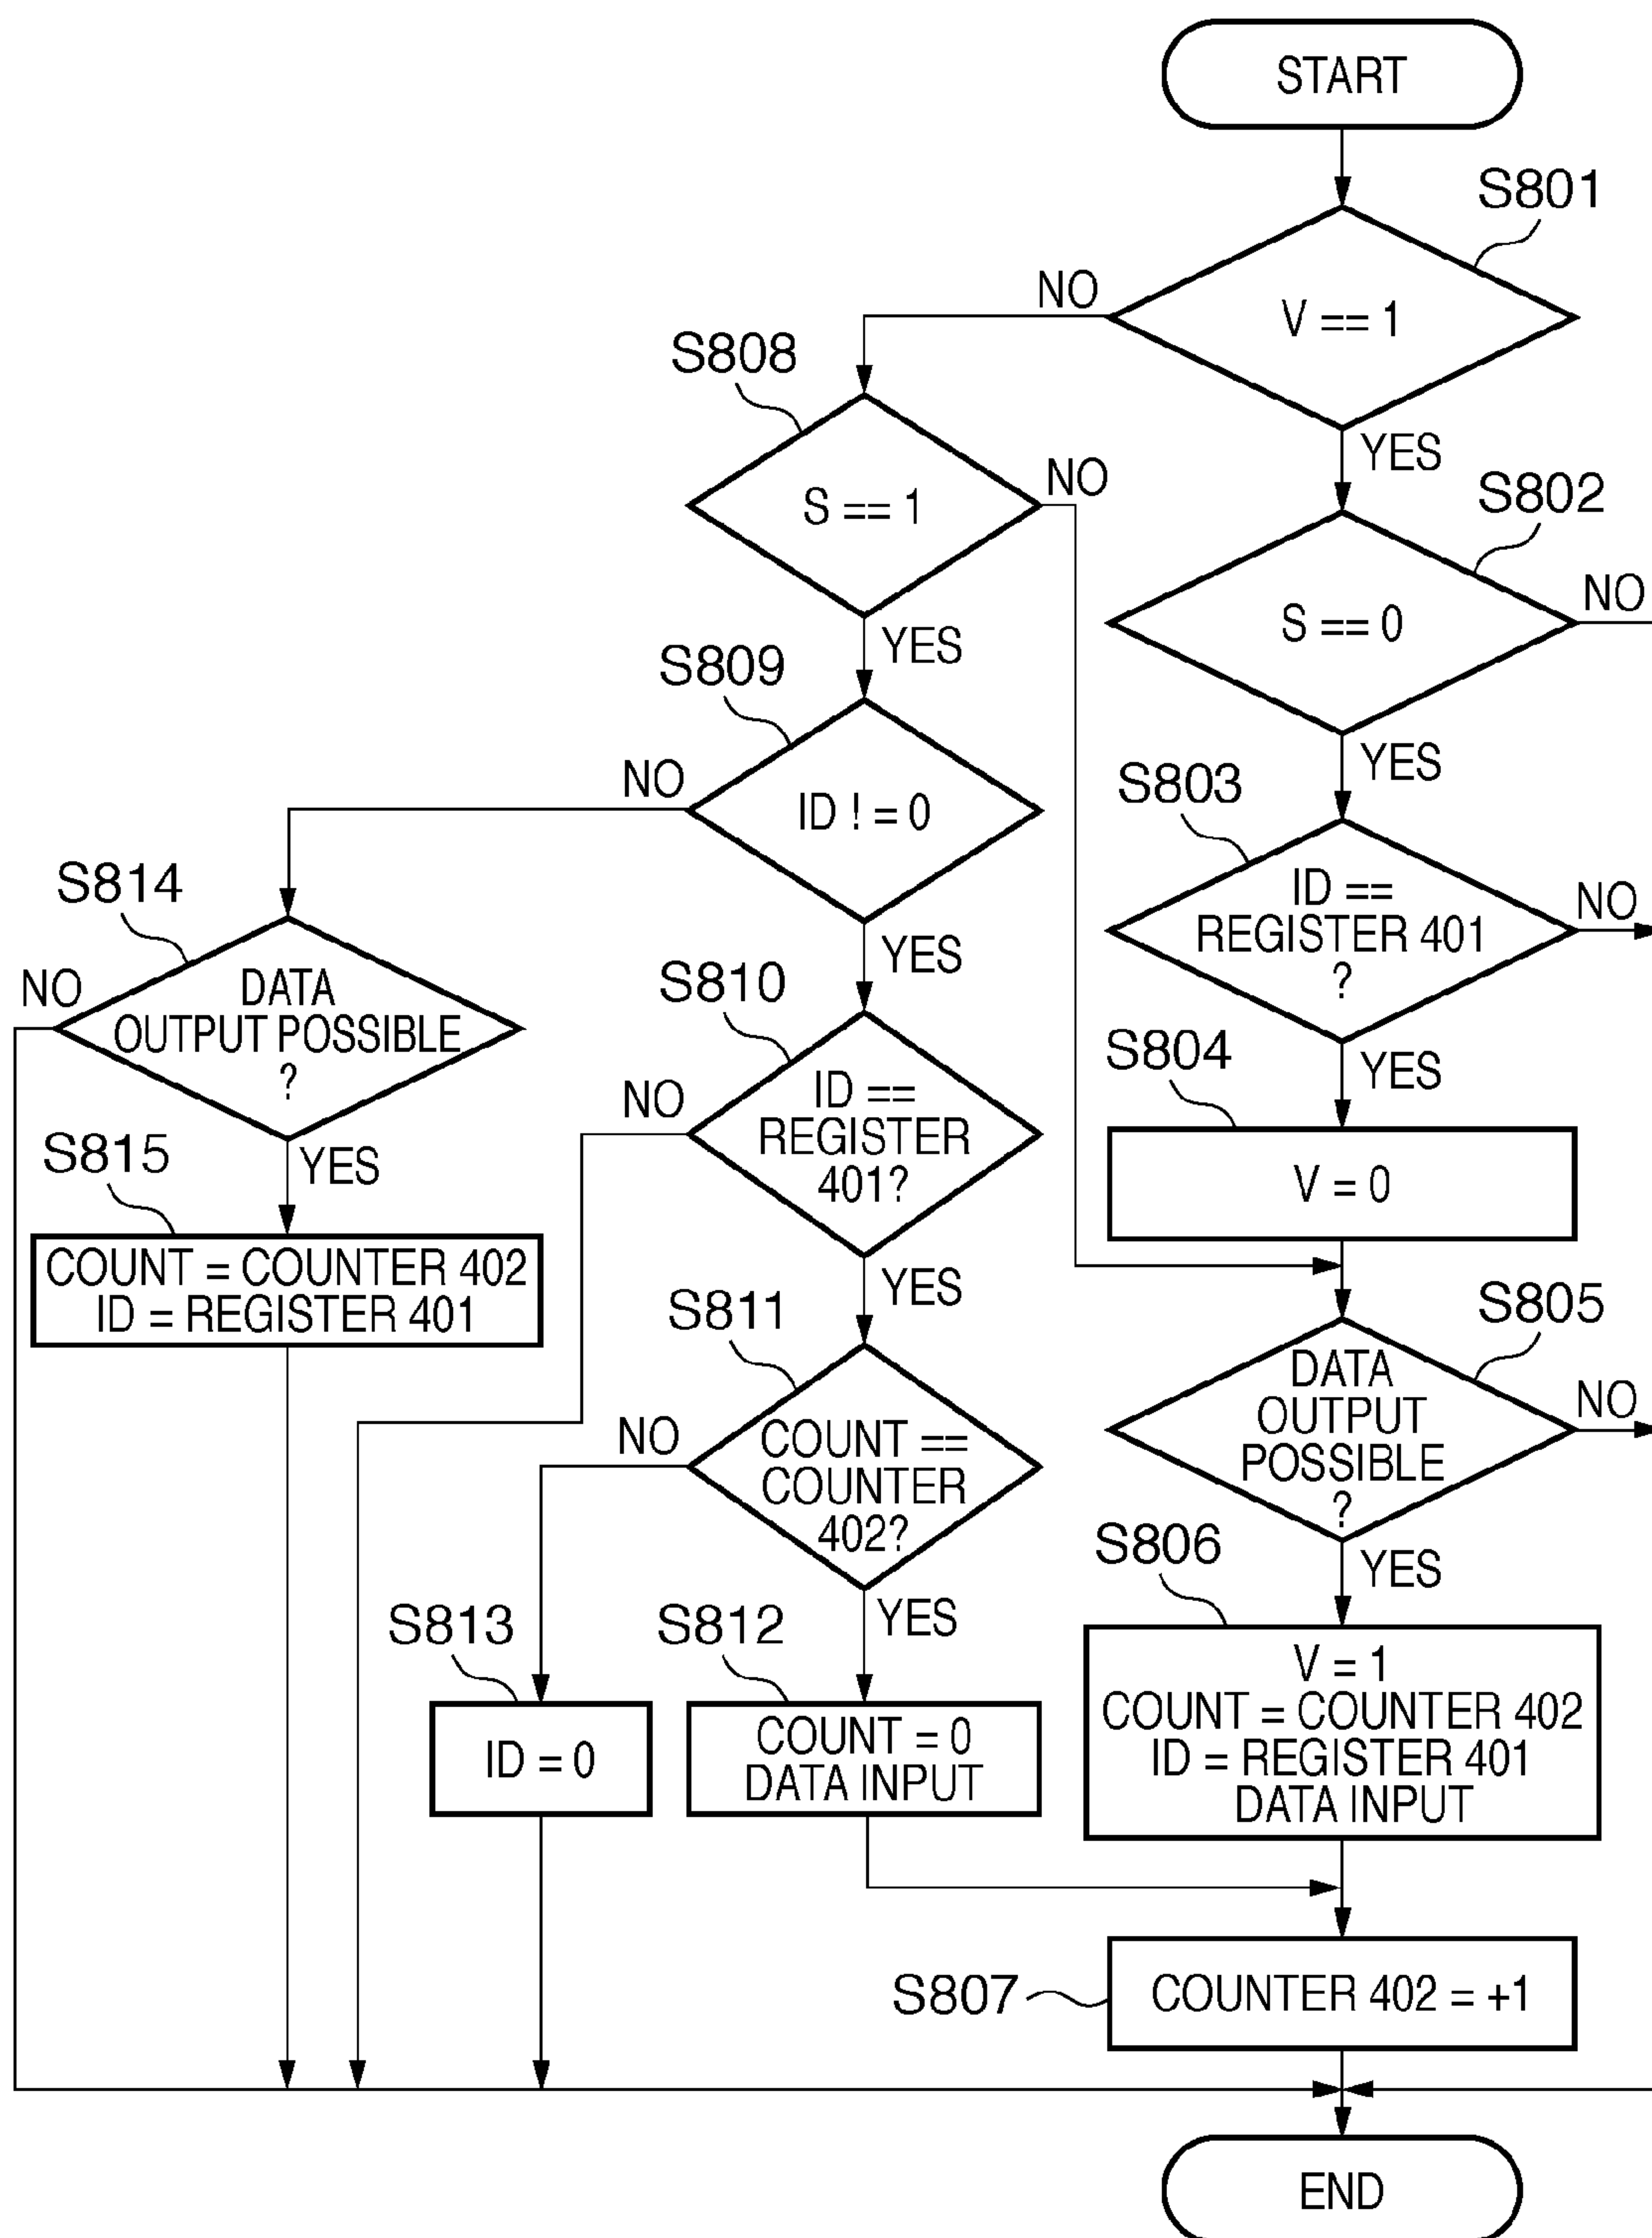 START
S801
V == 1
NO
YES
S808
S == 1
NO
YES
S802
S == 0
NO
YES
S809
ID ! = 0
NO
YES
S803
ID ==
REGISTER 401
?
NO
YES
S814
DATA
OUTPUT POSSIBLE
?
NO
YES
S810
ID ==
REGISTER
401?
NO
YES
S804
V = 0
S815
COUNT = COUNTER 402
ID = REGISTER 401
S811
COUNT ==
COUNTER
402?
NO
YES
S805
DATA
OUTPUT
POSSIBLE
?
NO
YES
S813
ID = 0
S812
COUNT = 0
DATA INPUT
S806
V = 1
COUNT = COUNTER 402
ID = REGISTER 401
DATA INPUT
S807
COUNTER 402 = +1
END